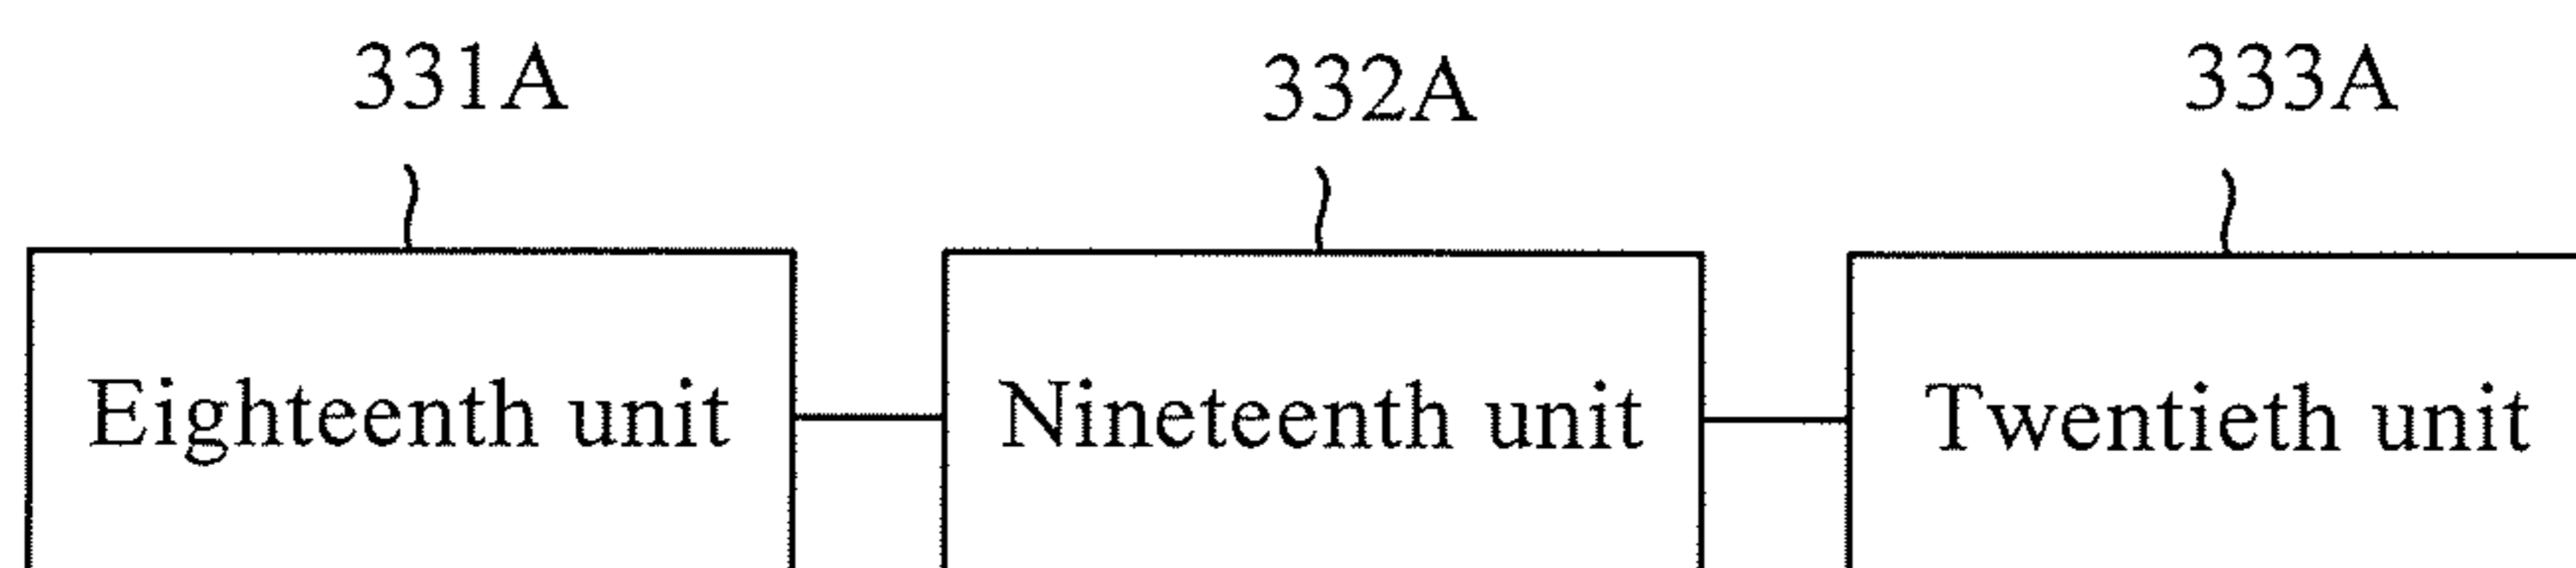 331A 332A 333A
Eighteenth unit Nineteenth unit Twentieth unit